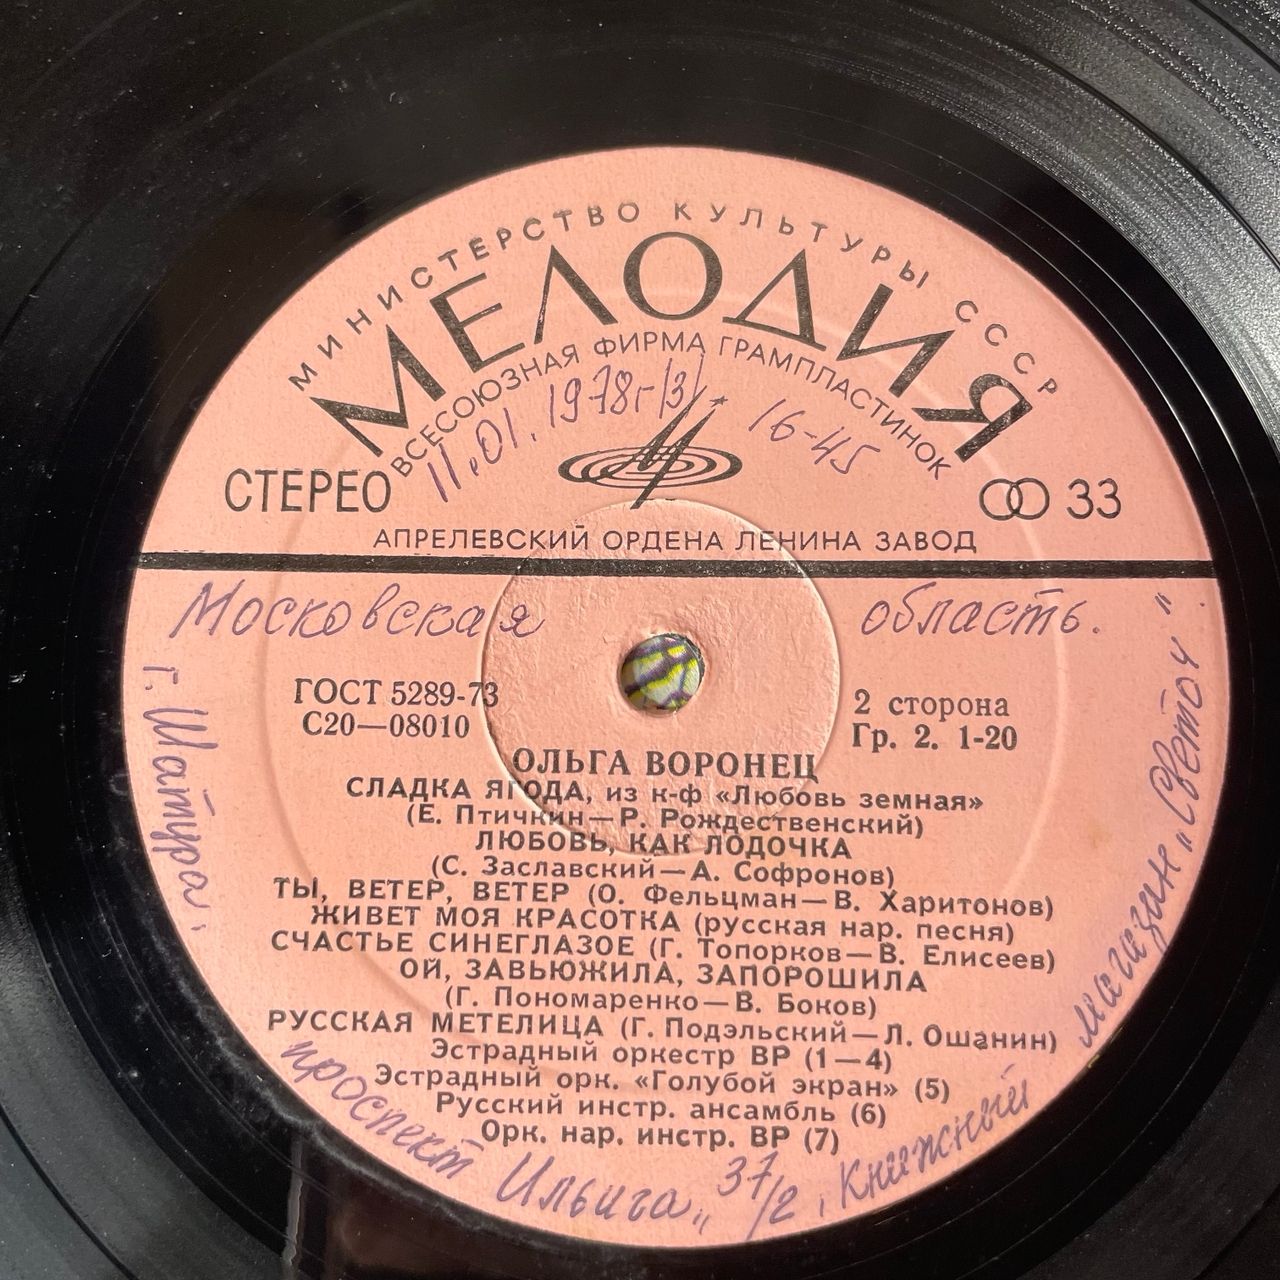 МИНИСТЕРСТВО КУЛЬТУРЫ СССР
МЕЛОДИЯ
ВСЕСОЮЗНАЯ ФИРМА ГРАМПЛАСТИНОК
11.01.1978г (3). 16-45
СТЕРЕО
33
АПРЕЛЕВСКИЙ ОРДЕНА ЛЕНИНА ЗАВОД
Московская область.
г. Шатура,
проспект Ильича„ 37/2, Книжный магазин „Светоч".
ГОСТ 5289-73
С20—08010
2 сторона
Гр. 2. 1-20
ОЛЬГА ВОРОНЕЦ
СЛАДКА ЯГОДА, из к-ф «Любовь земная»
(Е. Птичкин—Р. Рождественский)
ЛЮБОВЬ, КАК ЛОДОЧКА
(С. Заславский—А. Софронов)
ТЫ, ВЕТЕР, ВЕТЕР (О. Фельцман—В. Харитонов)
ЖИВЕТ МОЯ КРАСОТКА (русская нар. песня)
СЧАСТЬЕ СИНЕГЛАЗОЕ (Г. Топорков—В. Елисеев)
ОЙ, ЗАВЬЮЖИЛА, ЗАПОРОШИЛА
(Г. Пономаренко—В. Боков)
РУССКАЯ МЕТЕЛИЦА (Г. Подэльский—Л. Ошанин)
Эстрадный оркестр ВР (1—4)
Эстрадный орк. «Голубой экран» (5)
Русский инстр. ансамбль (6)
Орк. нар. инстр. ВР (7)